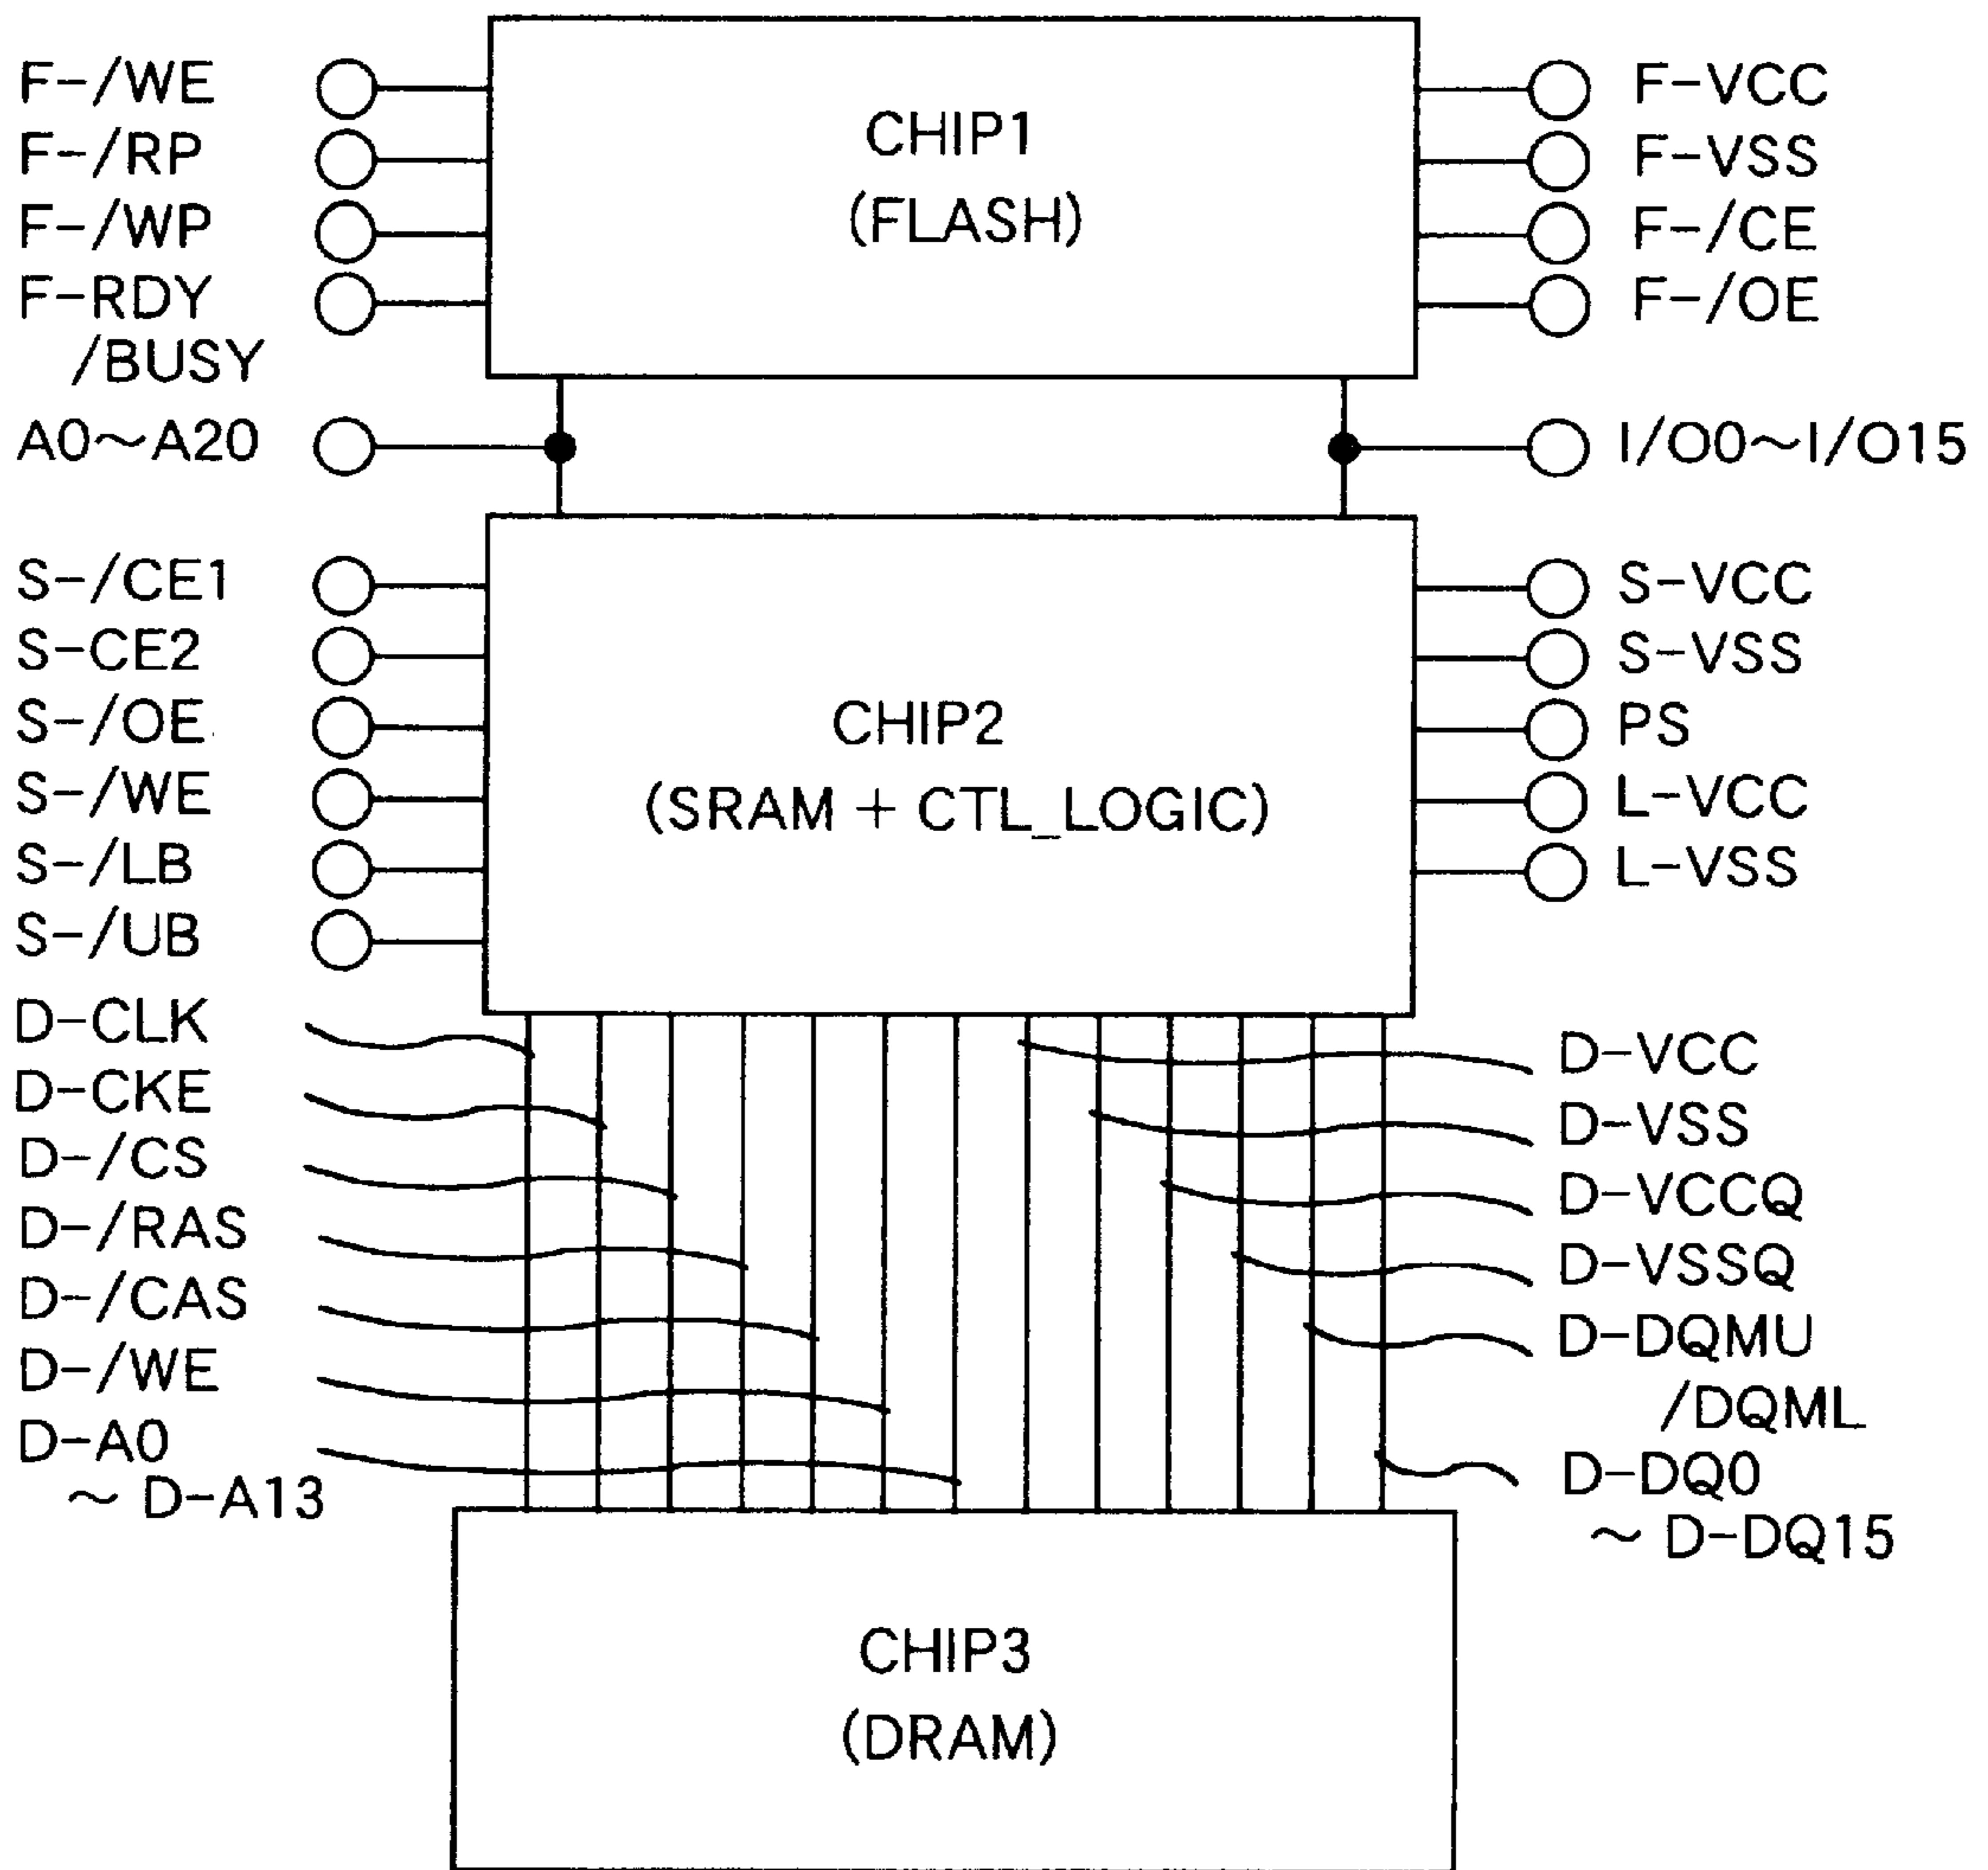 F-/WE
F-/RP
F-/WP
F-RDY
/BUSY
A0~A20
CHIP1
(FLASH)
F-VCC
F-VSS
F-/CE
F-/OE
I/O0~I/O15
S-/CE1
S-CE2
S-/OE
S-/WE
S-/LB
S-/UB
CHIP2
(SRAM + CTL_LOGIC)
S-VCC
S-VSS
PS
L-VCC
L-VSS
D-CLK
D-CKE
D-/CS
D-/RAS
D-/CAS
D-/WE
D-A0
~ D-A13
D-VCC
D-VSS
D-VCCQ
D-VSSQ
D-DQMU
/DQML
D-DQ0
~ D-DQ15
CHIP3
(DRAM)